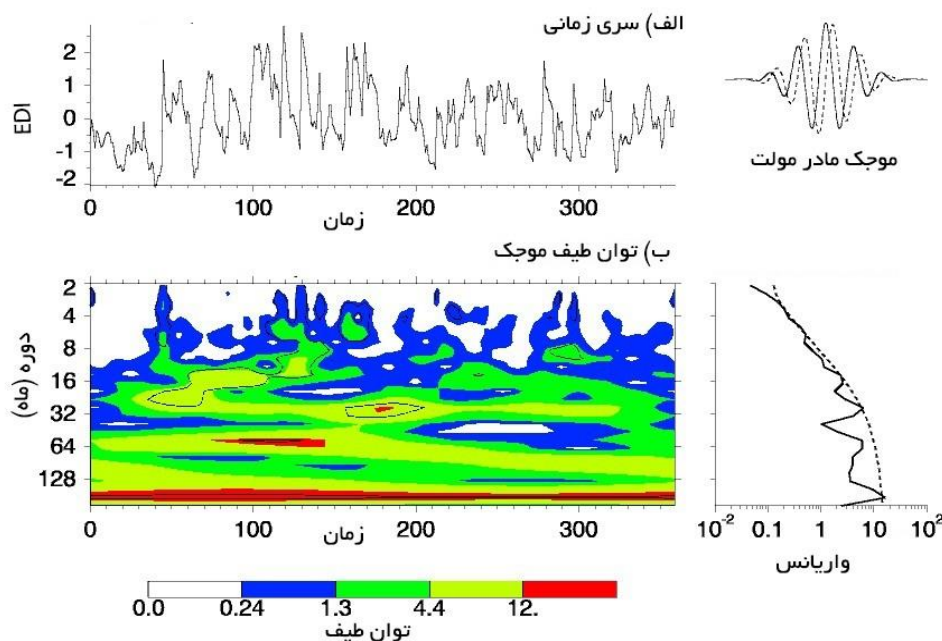 الف) سری زمانی
EDI
2
1
0
-1
-2
0 100 200 300
زمان
موجک مادر مولت
ب) توان طیف موجک
دوره (ماه)
2
4
8
16
32
64
128
0 100 200 300
زمان
10-2 0.1 1 10 102
واریانس
0.0 0.24 1.3 4.4 12.
توان طیف